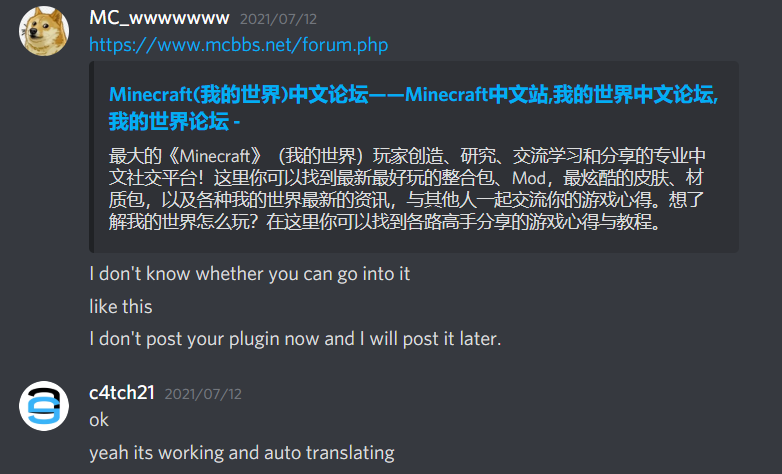 MC_wwwwwww 2021/07/12
https://www.mcbbs.net/forum.php
Minecraft(我的世界)中文论坛——Minecraft中文站,我的世界中文论坛,
我的世界论坛 -
最大的《Minecraft》（我的世界）玩家创造、研究、交流学习和分享的专业中
文社交平台！这里你可以找到最新最好玩的整合包、Mod，最炫酷的皮肤、材
质包，以及各种我的世界最新的资讯，与其他人一起交流你的游戏心得。想了
解我的世界怎么玩？在这里你可以找到各路高手分享的游戏心得与教程。
I don't know whether you can go into it
like this
I don't post your plugin now and I will post it later.
c4tch21 2021/07/12
ok
yeah its working and auto translating